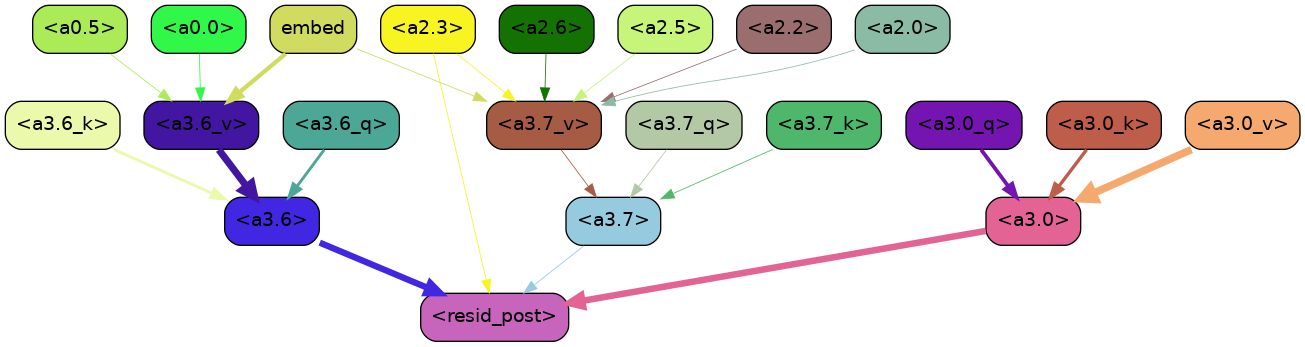 <a0.5> <a0.0> embed <a2.3> <a2.6> <a2.5> <a2.2> <a2.0>
<a3.6_k> <a3.6_v> <a3.6_q> <a3.7_v> <a3.7_q> <a3.7_k> <a3.0_q> <a3.0_k> <a3.0_v>
<a3.6> <a3.7> <a3.0>
<resid_post>